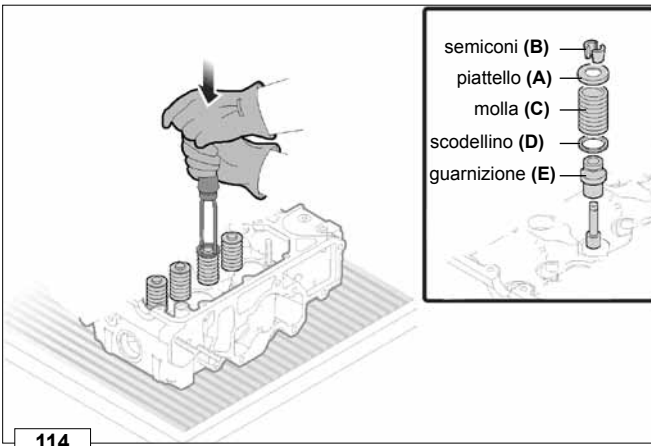 semiconi (B)
piattello (A)
molla (C)
scodellino (D)
guarnizione (E)
114